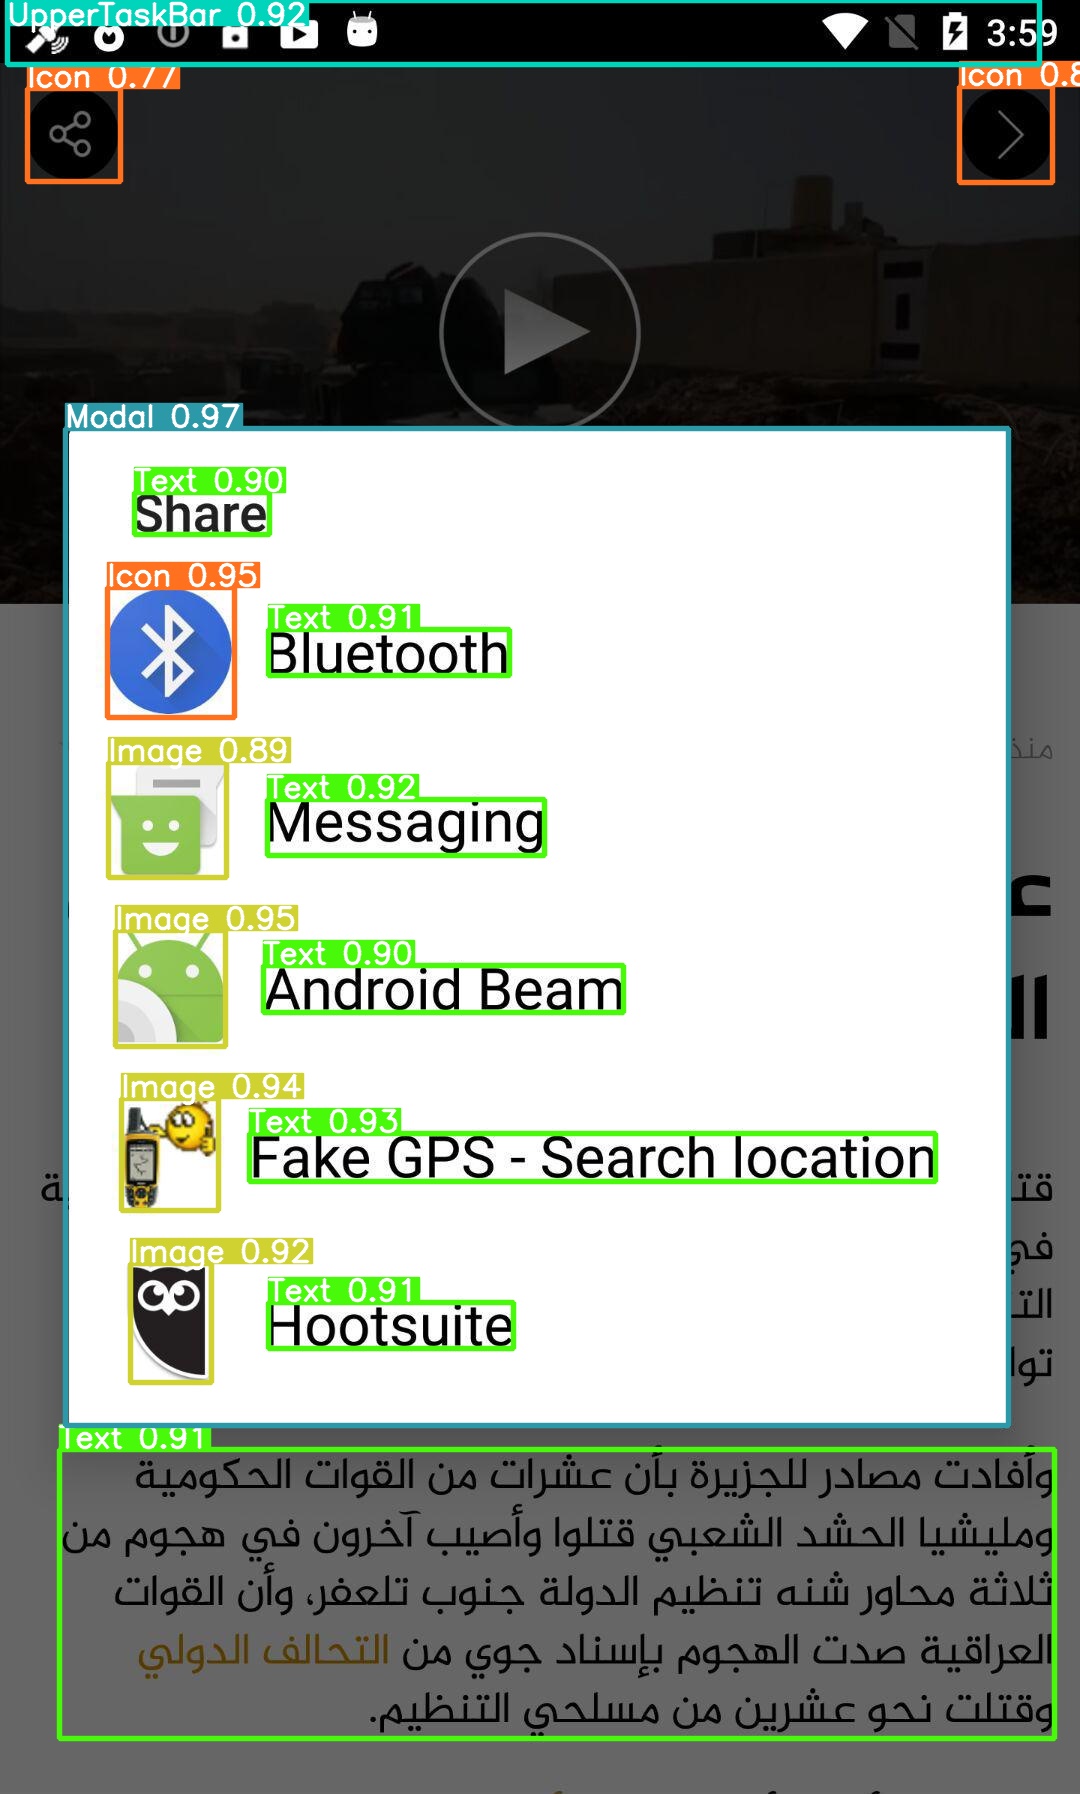 UpperTaskBar 0.92
3:59
Icon 0.77
Icon 0.8
Modal 0.97
Text 0.90
Share
Icon 0.95
Text 0.91
Bluetooth
Image 0.89
منذ
Text 0.92
Messaging
Image 0.95
Text 0.90
Android Beam
Image 0.94
Text 0.93
Fake GPS - Search location
Image 0.92
Text 0.91
Hootsuite
Text 0.91
وأفادت مصادر للجزيرة بأن عشرات من القوات الحكومية
ومليشيا الحشد الشعبي قتلوا وأصيب آخرون في هجوم من
ثلاثة محاور شنه تنظيم الدولة جنوب تلعفر، وأن القوات
العراقية صدت الهجوم بإسناد جوي من التحالف الدولي
وقتلت نحو عشرين من مسلحي التنظيم.